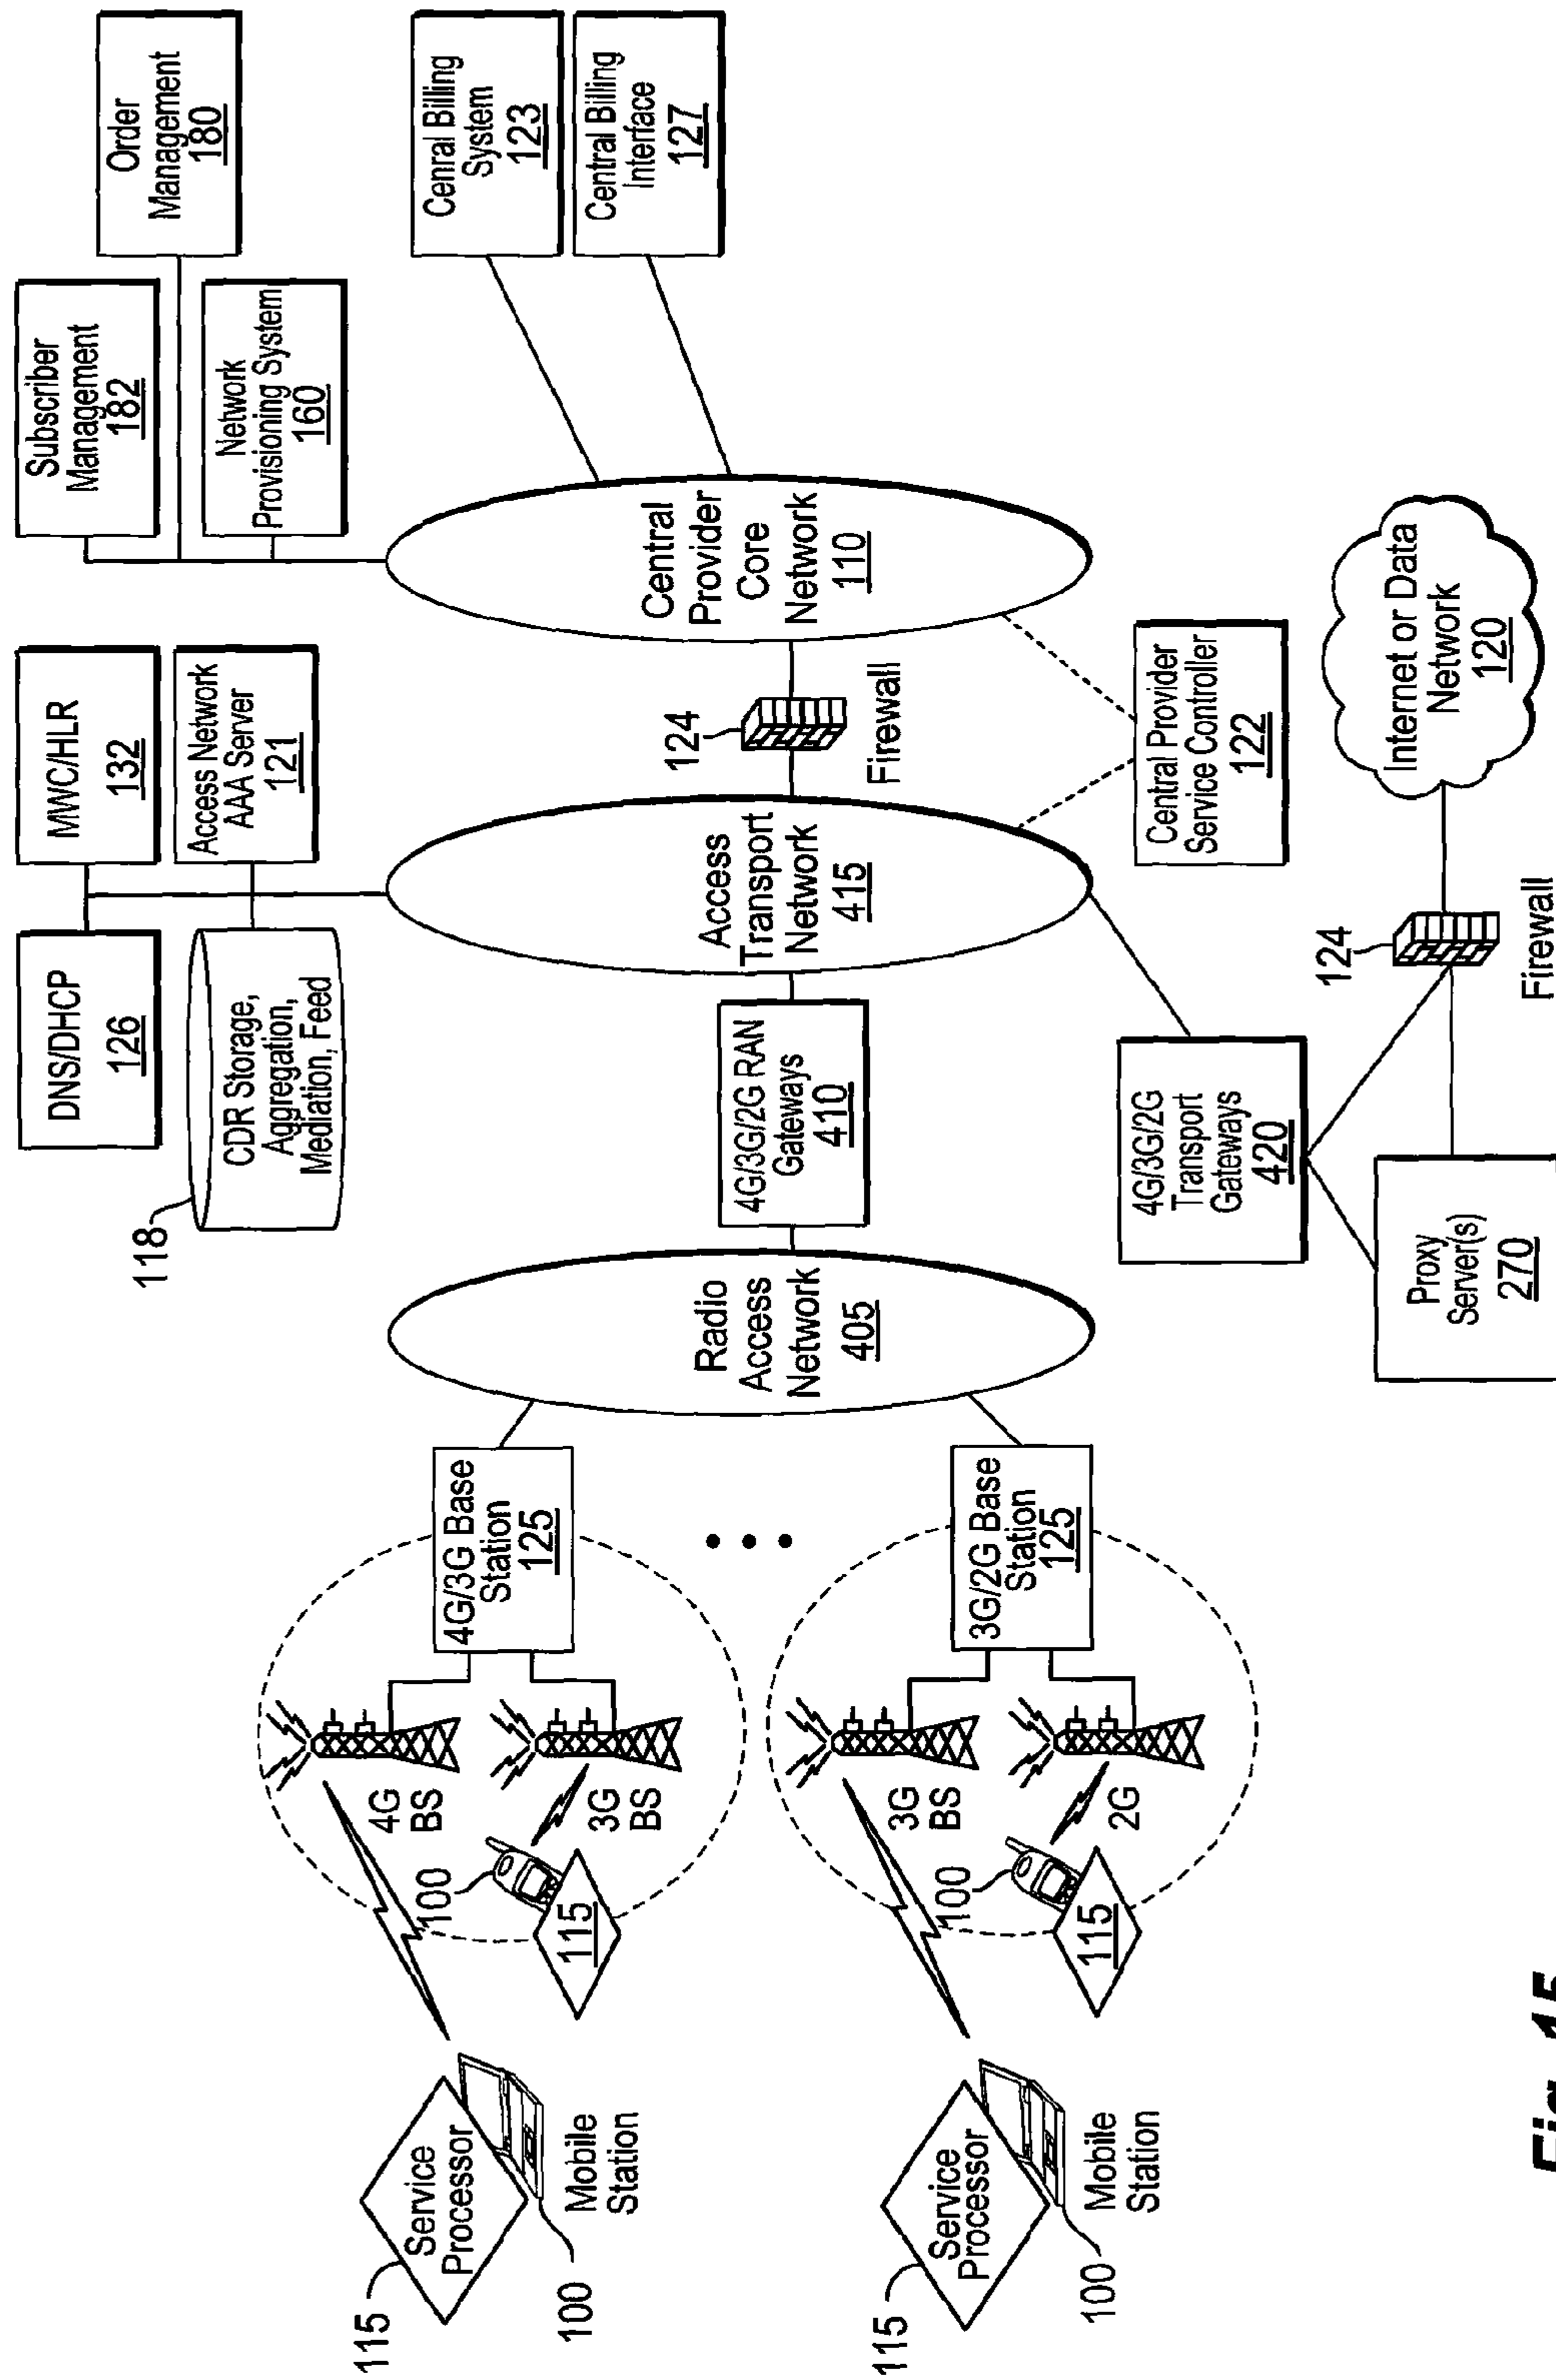 Subscriber
Management
182
Order
Management
180
Network
Provisioning System
160
DNS/DHCP
126
MWC/HLR
132
118
CDR Storage,
Aggregation,
Mediation, Feed
Access Network
AAA Server
121
Cenral Billing
System
123
Central Billing
Interface
127
115
Service
Processor
100
Mobile
Station
100
115
4G
BS
3G
BS
4G/3G Base
Station
125
Radio
Access
Network
405
4G/3G/2G RAN
Gateways
410
Access
Transport
Network
415
124
Firewall
Central
Provider
Core
Network
110
115
Service
Processor
100
Mobile
Station
100
115
3G
BS
2G
3G/2G Base
Station
125
4G/3G/2G
Transport
Gateways
420
Central Provider
Service Controller
122
Proxy
Server(s)
270
124
Firewall
Internet or Data
Network
120
Fig. 15